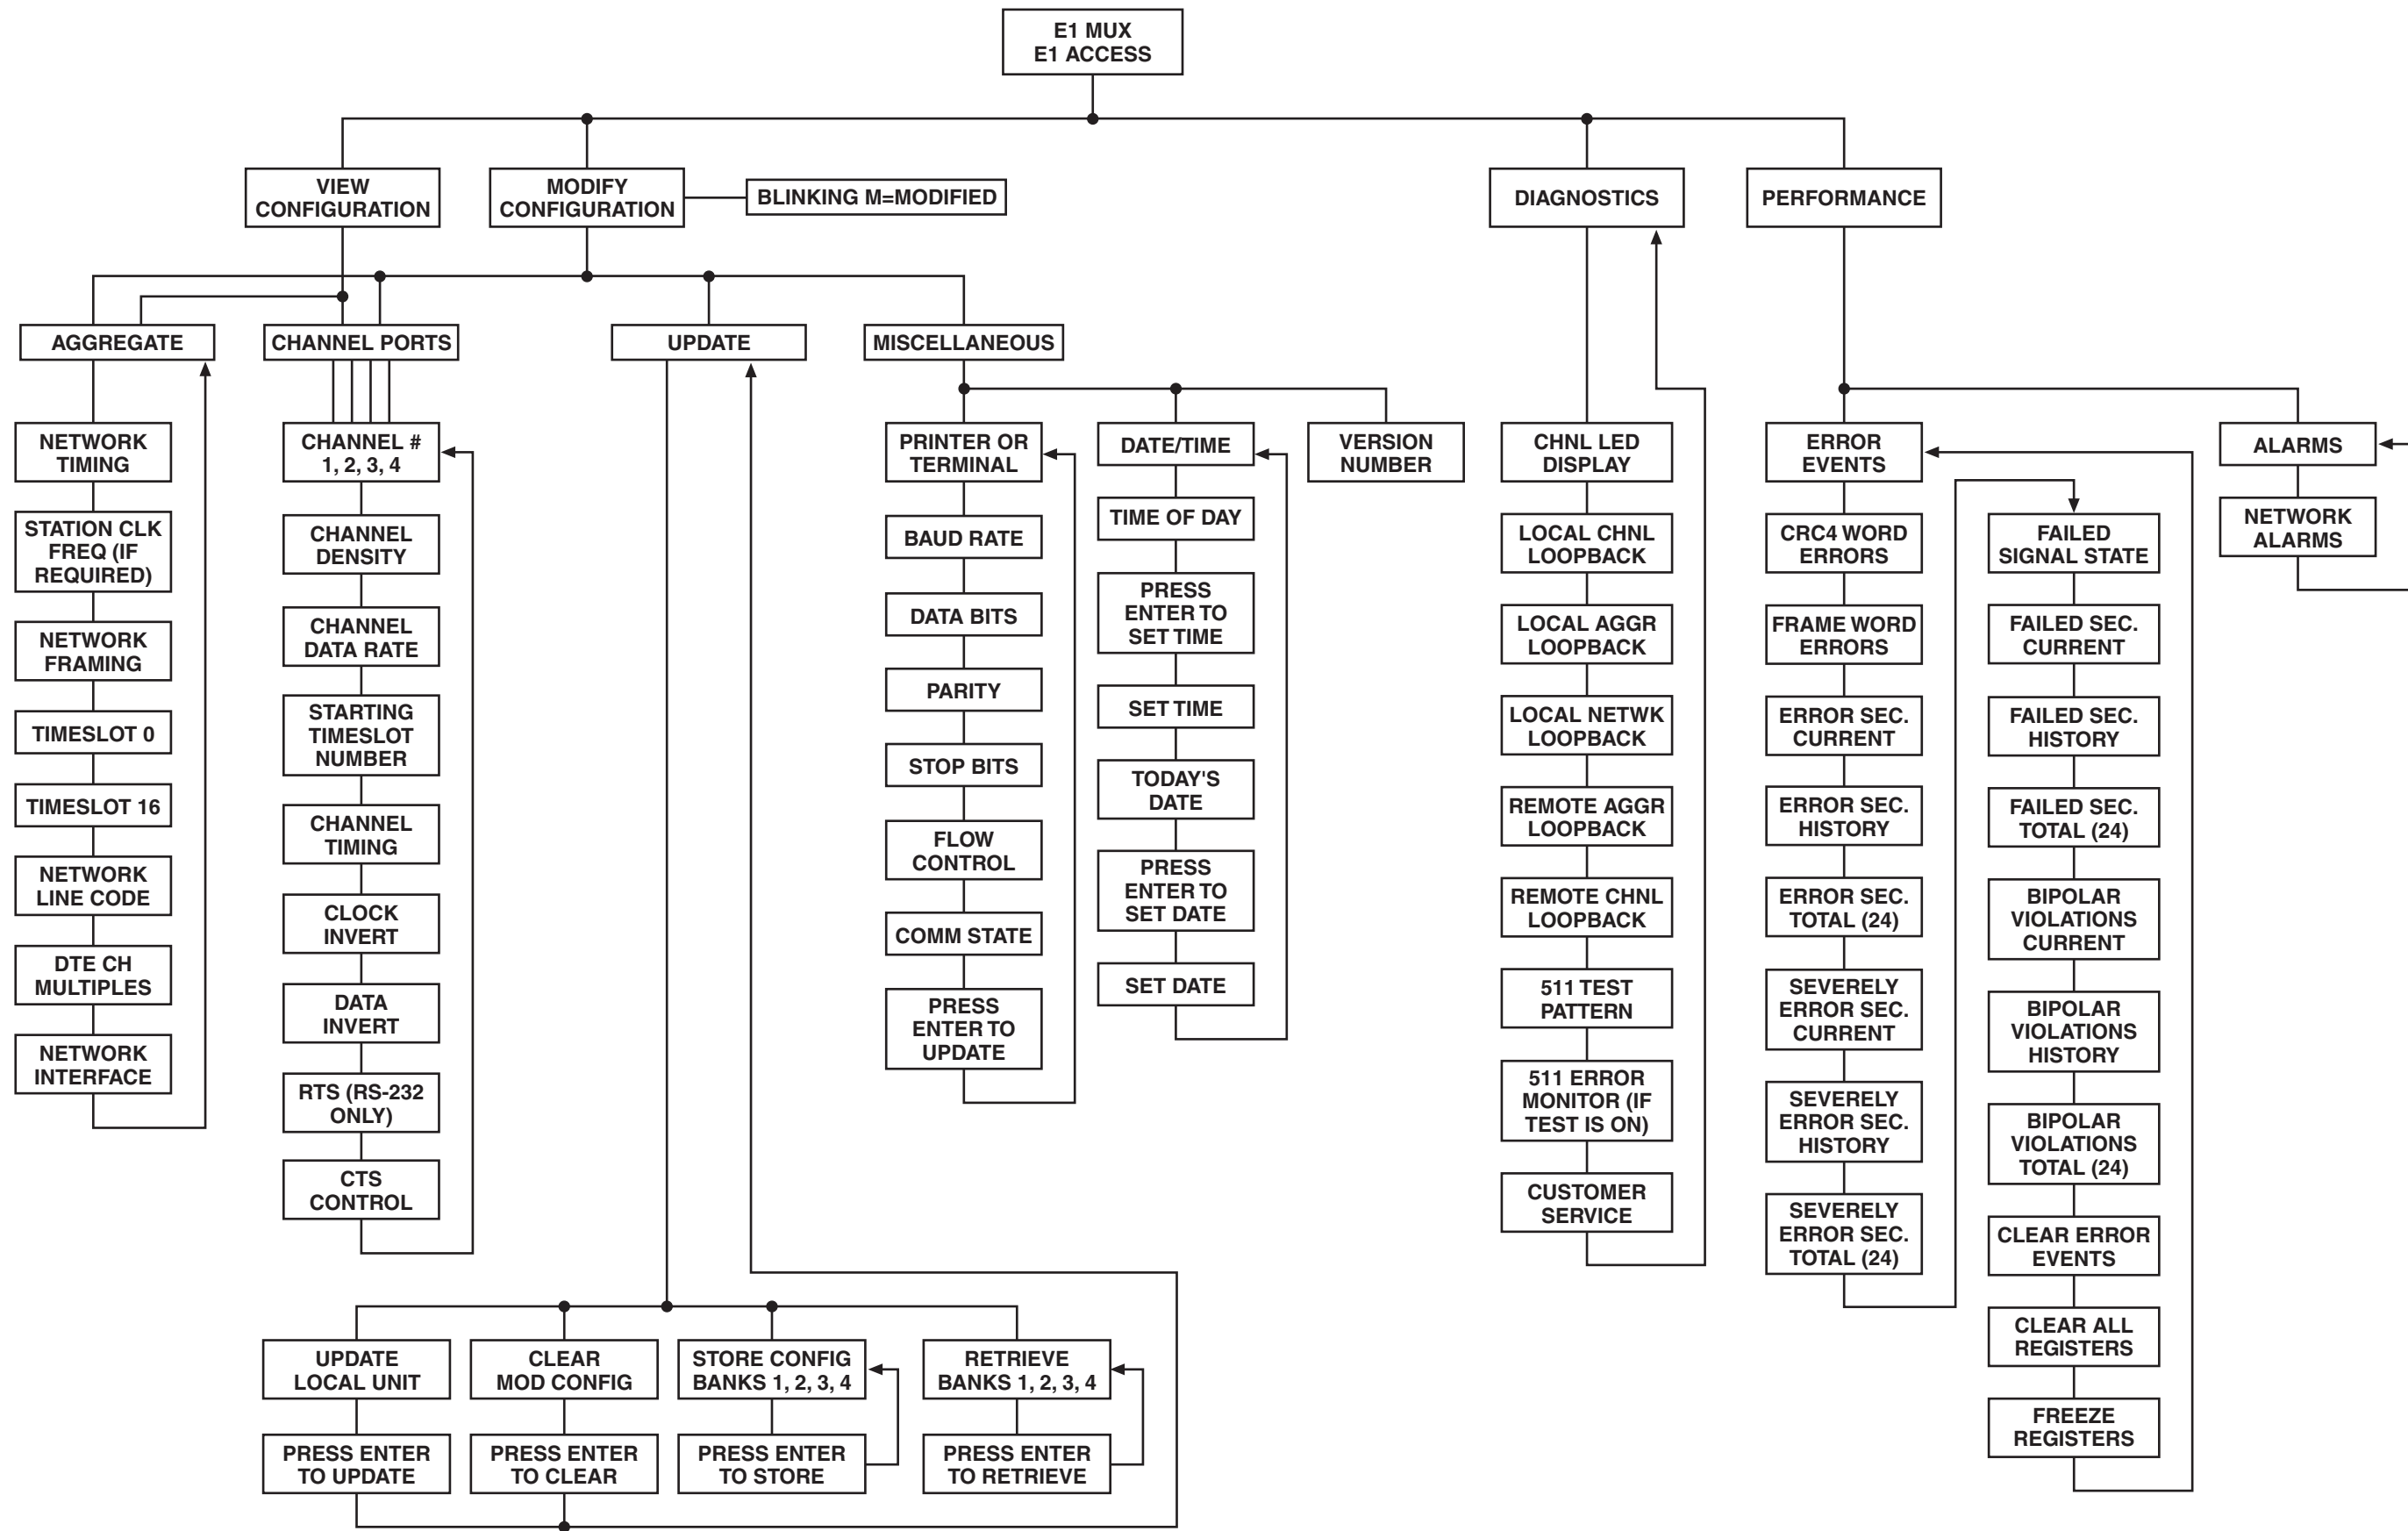 E1 MUX
E1 ACCESS
VIEW
CONFIGURATION
MODIFY
CONFIGURATION
BLINKING M=MODIFIED
DIAGNOSTICS
PERFORMANCE
AGGREGATE
CHANNEL PORTS
UPDATE
MISCELLANEOUS
NETWORK
TIMING
STATION CLK
FREQ (IF
REQUIRED)
NETWORK
FRAMING
TIMESLOT 0
TIMESLOT 16
NETWORK
LINE CODE
DTE CH
MULTIPLES
NETWORK
INTERFACE
CHANNEL #
1, 2, 3, 4
CHANNEL
DENSITY
CHANNEL
DATA RATE
STARTING
TIMESLOT
NUMBER
CHANNEL
TIMING
CLOCK
INVERT
DATA
INVERT
RTS (RS-232
ONLY)
CTS
CONTROL
UPDATE
LOCAL UNIT
PRESS ENTER
TO UPDATE
CLEAR
MOD CONFIG
PRESS ENTER
TO CLEAR
STORE CONFIG
BANKS 1, 2, 3, 4
PRESS ENTER
TO STORE
RETRIEVE
BANKS 1, 2, 3, 4
PRESS ENTER
TO RETRIEVE
PRINTER OR
TERMINAL
BAUD RATE
DATA BITS
PARITY
STOP BITS
FLOW
CONTROL
COMM STATE
PRESS
ENTER TO
UPDATE
DATE/TIME
TIME OF DAY
PRESS
ENTER TO
SET TIME
SET TIME
TODAY'S
DATE
PRESS
ENTER TO
SET DATE
SET DATE
VERSION
NUMBER
CHNL LED
DISPLAY
LOCAL CHNL
LOOPBACK
LOCAL AGGR
LOOPBACK
LOCAL NETWK
LOOPBACK
REMOTE AGGR
LOOPBACK
REMOTE CHNL
LOOPBACK
511 TEST
PATTERN
511 ERROR
MONITOR (IF
TEST IS ON)
CUSTOMER
SERVICE
ERROR
EVENTS
CRC4 WORD
ERRORS
FRAME WORD
ERRORS
ERROR SEC.
CURRENT
ERROR SEC.
HISTORY
ERROR SEC.
TOTAL (24)
SEVERELY
ERROR SEC.
CURRENT
SEVERELY
ERROR SEC.
HISTORY
SEVERELY
ERROR SEC.
TOTAL (24)
FAILED
SIGNAL STATE
FAILED SEC.
CURRENT
FAILED SEC.
HISTORY
FAILED SEC.
TOTAL (24)
BIPOLAR
VIOLATIONS
CURRENT
BIPOLAR
VIOLATIONS
HISTORY
BIPOLAR
VIOLATIONS
TOTAL (24)
CLEAR ERROR
EVENTS
CLEAR ALL
REGISTERS
FREEZE
REGISTERS
ALARMS
NETWORK
ALARMS